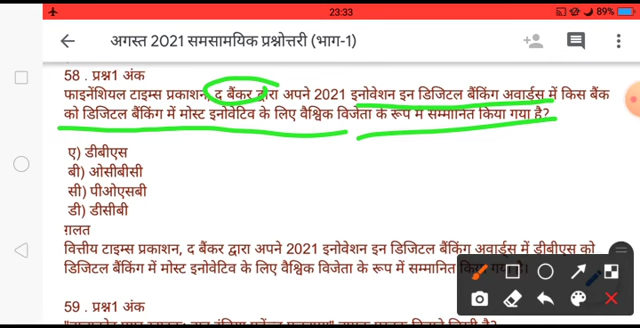 23:33
89%
अगस्त 2021 समसामयिक प्रश्नोत्तरी (भाग-1)
58 . प्रश्न1 अंक
फाइनेंशियल टाइम्स प्रकाशन, द बैंकर द्वारा अपने 2021 इनोवेशन इन डिजिटल बैंकिंग अवार्ड्स में किस बैंक
को डिजिटल बैंकिंग में मोस्ट इनोवेटिव के लिए वैश्विक विजेता के रूप में सम्मानित किया गया है?
ए) डीबीएस
बी) ओसीबीसी
सी) पीओएसबी
डी) डीसीबी
ग़लत
वित्तीय टाइम्स प्रकाशन, द बैंकर द्वारा अपने 2021 इनोवेशन इन डिजिटल बैंकिंग अवार्ड्स में डीबीएस को
डिजिटल बैंकिंग में मोस्ट इनोवेटिव के लिए वैश्विक विजेता के रूप में सम्मानित किया गया है।
59 . प्रश्न1 अंक